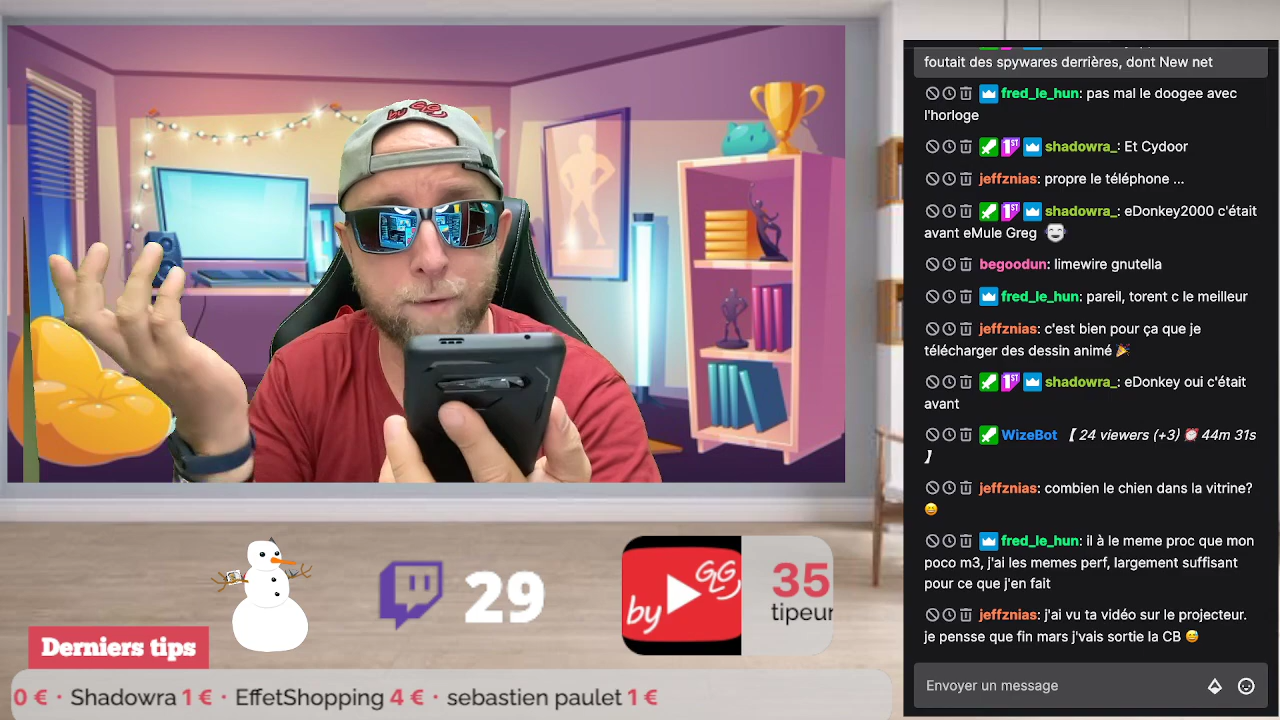 foutait des spywares derrières, dont New net
fred_le_hun: pas mal le doogee avec
l'horloge
1ST shadowra_: Et Cydoor
jeffznias: propre le téléphone ...
1ST shadowra_: eDonkey2000 c'était
avant eMule Greg
begoodun: limewire gnutella
fred_le_hun: pareil, torent c le meilleur
jeffznias: c'est bien pour ça que je
télécharger des dessin animé 🎉
1ST shadowra_: eDonkey oui c'était
avant
WizeBot 【 24 viewers (+3) ⏰ 44m 31s
】
jeffznias: combien le chien dans la vitrine?
😄
fred_le_hun: il à le meme proc que mon
poco m3, j'ai les memes perf, largement suffisant
pour ce que j'en fait
jeffznias: j'ai vu ta vidéo sur le projecteur.
je pensse que fin mars j'vais sortie la CB 😅
Envoyer un message
29
by GG
35
tipeur
Derniers tips
0 € · Shadowra 1 € · EffetShopping 4 € · sebastien paulet 1 €